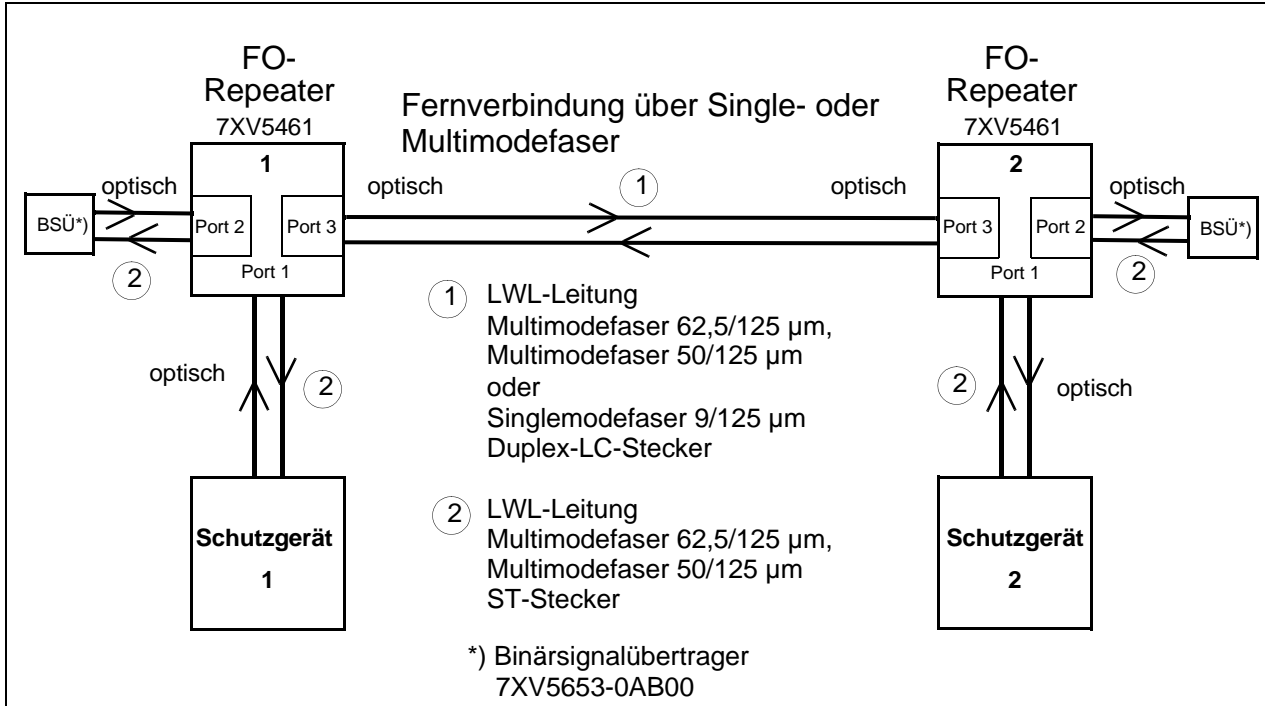 FO-
Repeater
7XV5461
1
FO-
Repeater
7XV5461
2
Fernverbindung über Single- oder
Multimodefaser
optisch
BSÜ*)
2
Port 2
Port 3
Port 1
optisch
1
optisch
Port 3
Port 2
Port 1
optisch
BSÜ*)
2
optisch
2
2
optisch
1
LWL-Leitung
Multimodefaser 62,5/125 µm,
Multimodefaser 50/125 µm
oder
Singlemodefaser 9/125 µm
Duplex-LC-Stecker
2
LWL-Leitung
Multimodefaser 62,5/125 µm,
Multimodefaser 50/125 µm
ST-Stecker
Schutzgerät
1
Schutzgerät
2
*) Binärsignalübertrager
7XV5653-0AB00